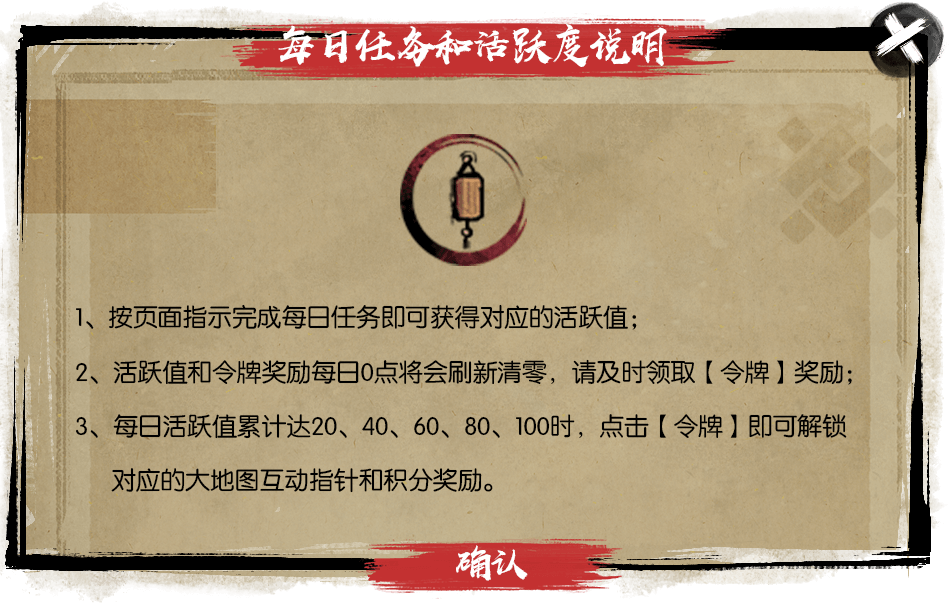 每日任务和活跃度说明
1、按页面指示完成每日任务即可获得对应的活跃值；
2、活跃值和令牌奖励每日0点将会刷新清零，请及时领取【令牌】奖励；
3、每日活跃值累计达20、40、60、80、100时，点击【令牌】即可解锁
对应的大地图互动指针和积分奖励。
确认